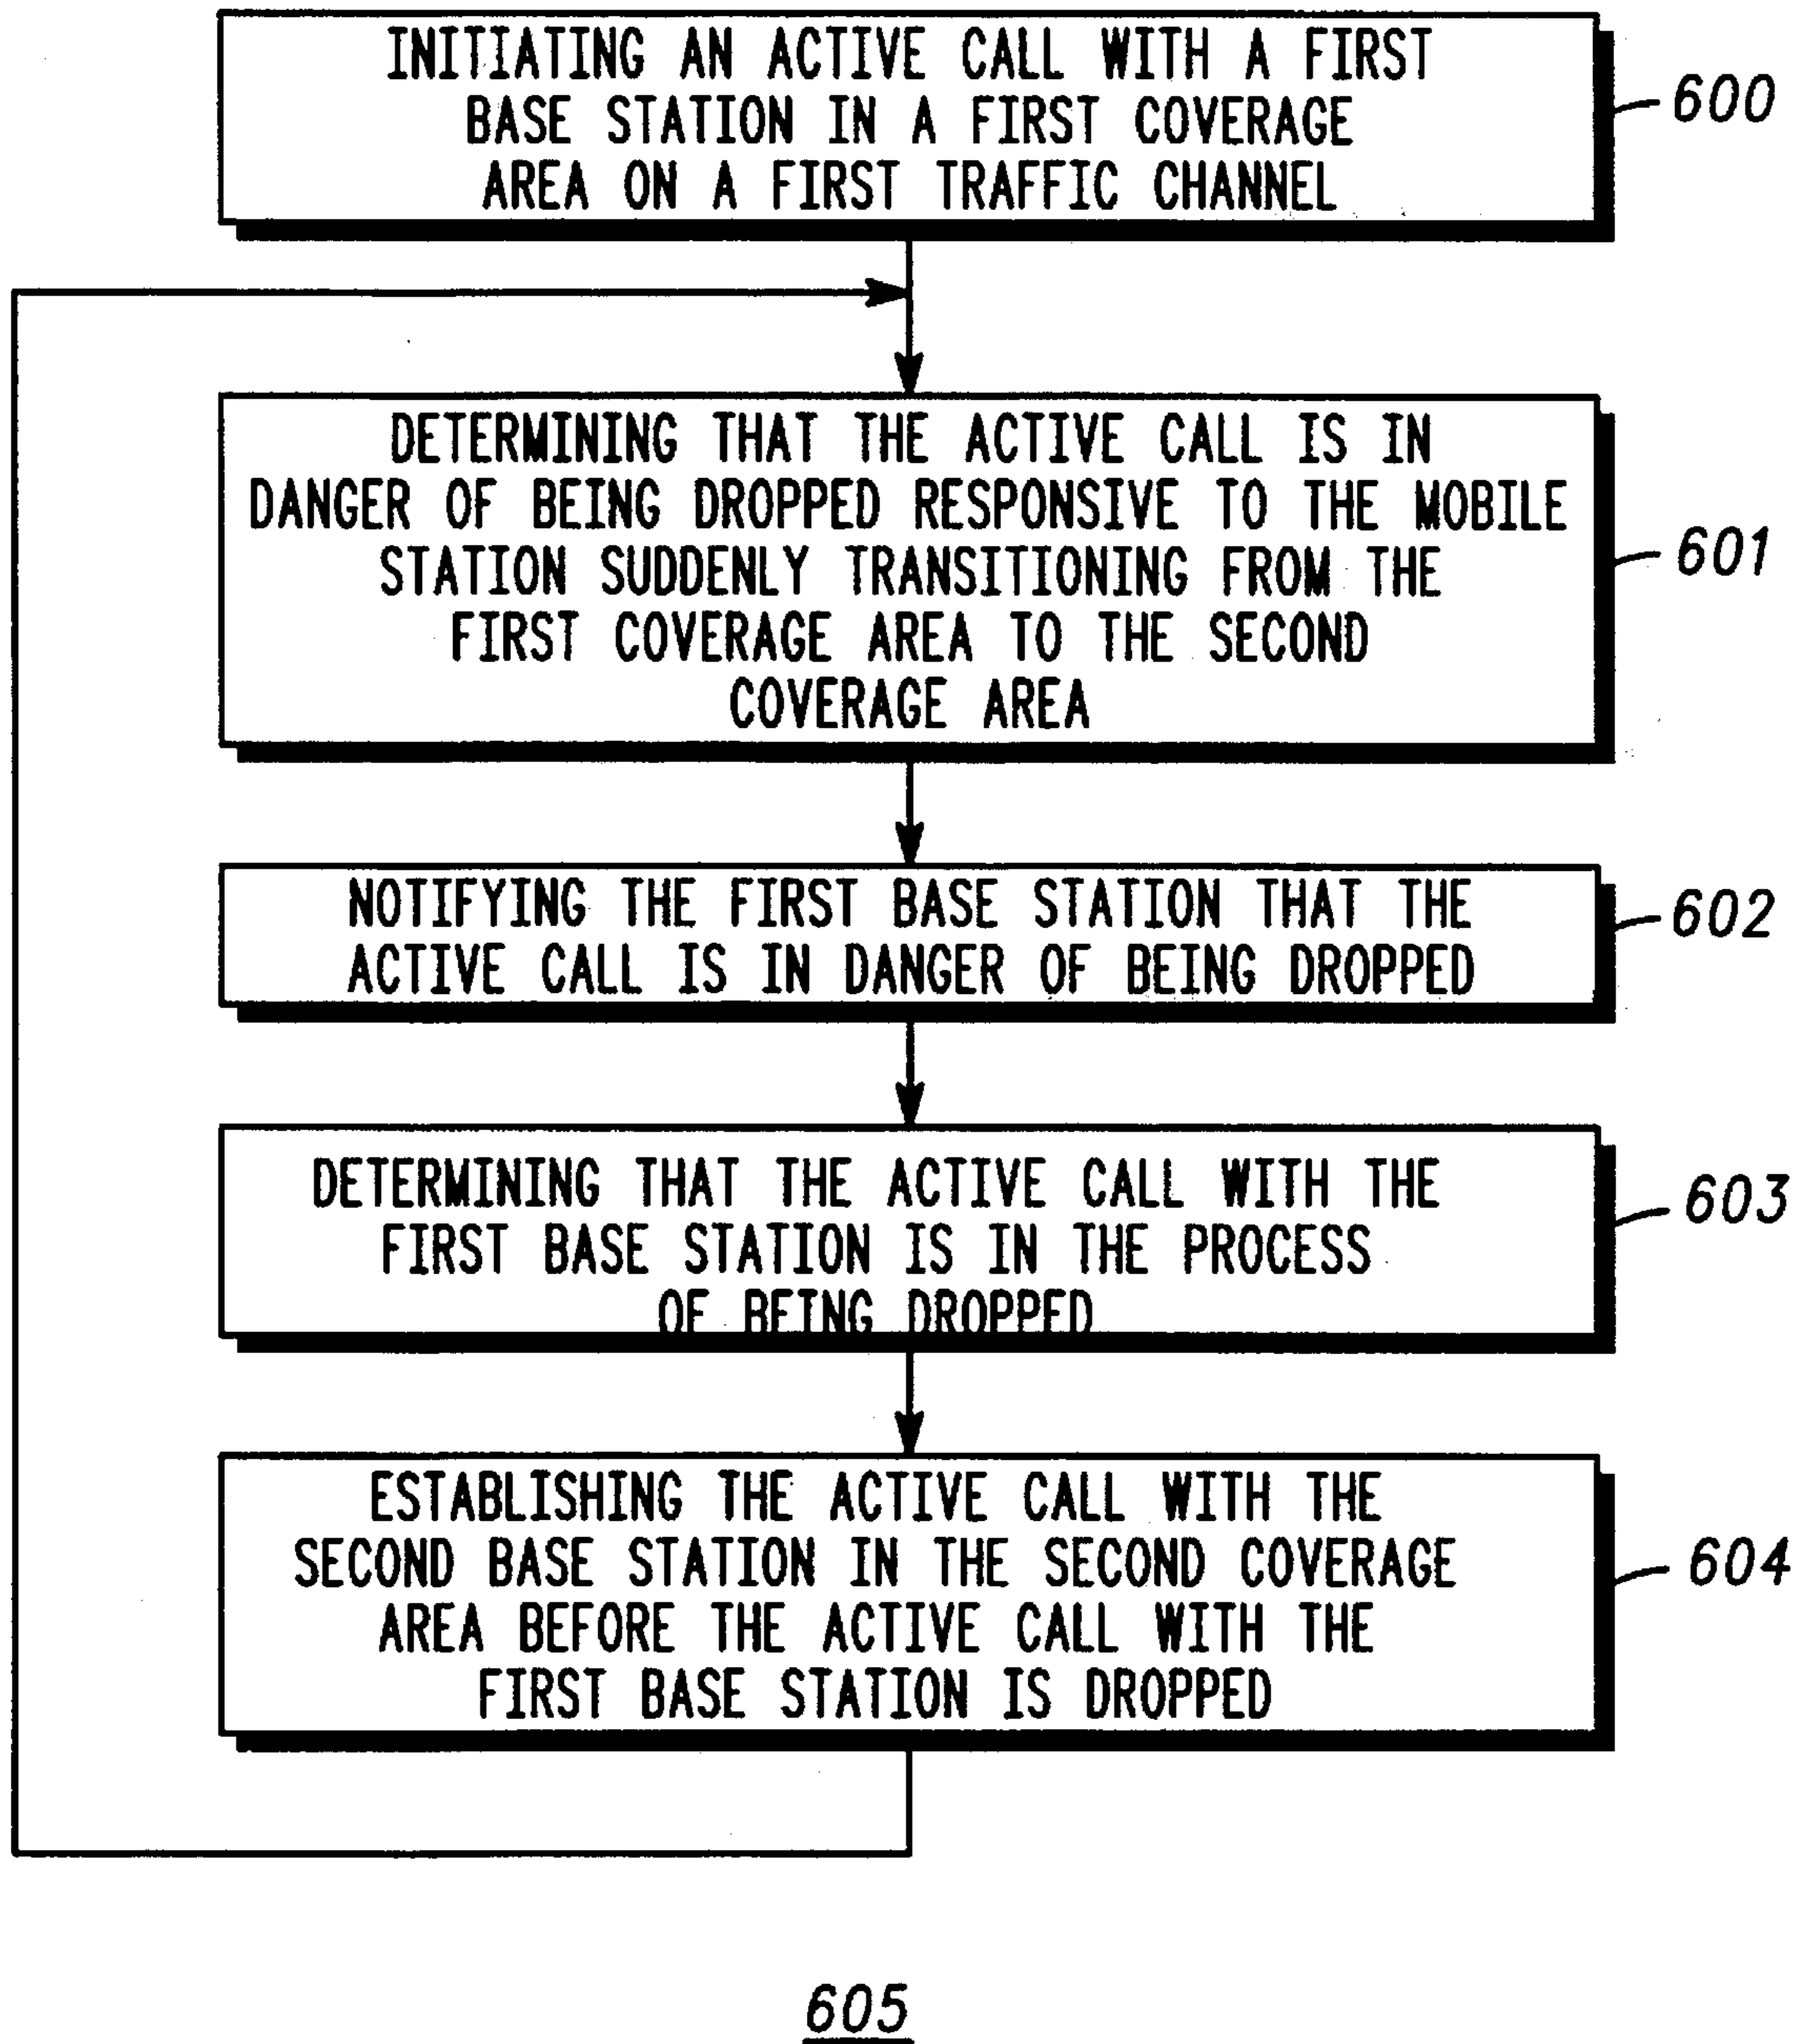 INITIATING AN ACTIVE CALL WITH A FIRST
BASE STATION IN A FIRST COVERAGE
AREA ON A FIRST TRAFFIC CHANNEL
600
DETERMINING THAT THE ACTIVE CALL IS IN
DANGER OF BEING DROPPED RESPONSIVE TO THE MOBILE
STATION SUDDENLY TRANSITIONING FROM THE
FIRST COVERAGE AREA TO THE SECOND
COVERAGE AREA
601
NOTIFYING THE FIRST BASE STATION THAT THE
ACTIVE CALL IS IN DANGER OF BEING DROPPED
602
DETERMINING THAT THE ACTIVE CALL WITH THE
FIRST BASE STATION IS IN THE PROCESS
OF BEING DROPPED
603
ESTABLISHING THE ACTIVE CALL WITH THE
SECOND BASE STATION IN THE SECOND COVERAGE
AREA BEFORE THE ACTIVE CALL WITH THE
FIRST BASE STATION IS DROPPED
604
605